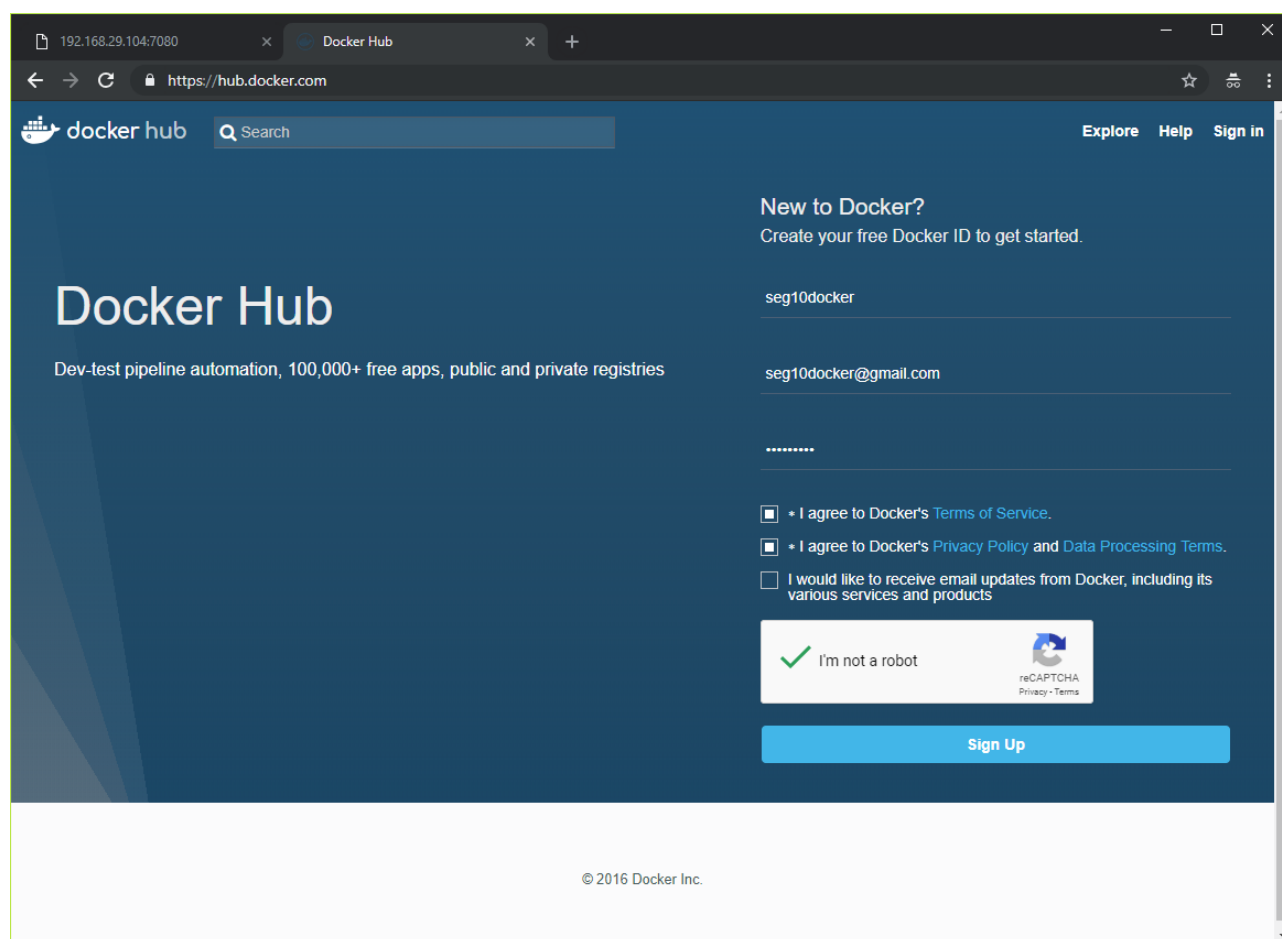 192.168.29.104:7080
Docker Hub
https://hub.docker.com
docker hub
Search
Explore Help Sign in
New to Docker?
Create your free Docker ID to get started.
seg10docker
Docker Hub
Dev-test pipeline automation, 100,000+ free apps, public and private registries
seg10docker@gmail.com
•••••••••
* I agree to Docker's Terms of Service.
* I agree to Docker's Privacy Policy and Data Processing Terms.
I would like to receive email updates from Docker, including its
various services and products
I'm not a robot
reCAPTCHA
Privacy - Terms
Sign Up
© 2016 Docker Inc.